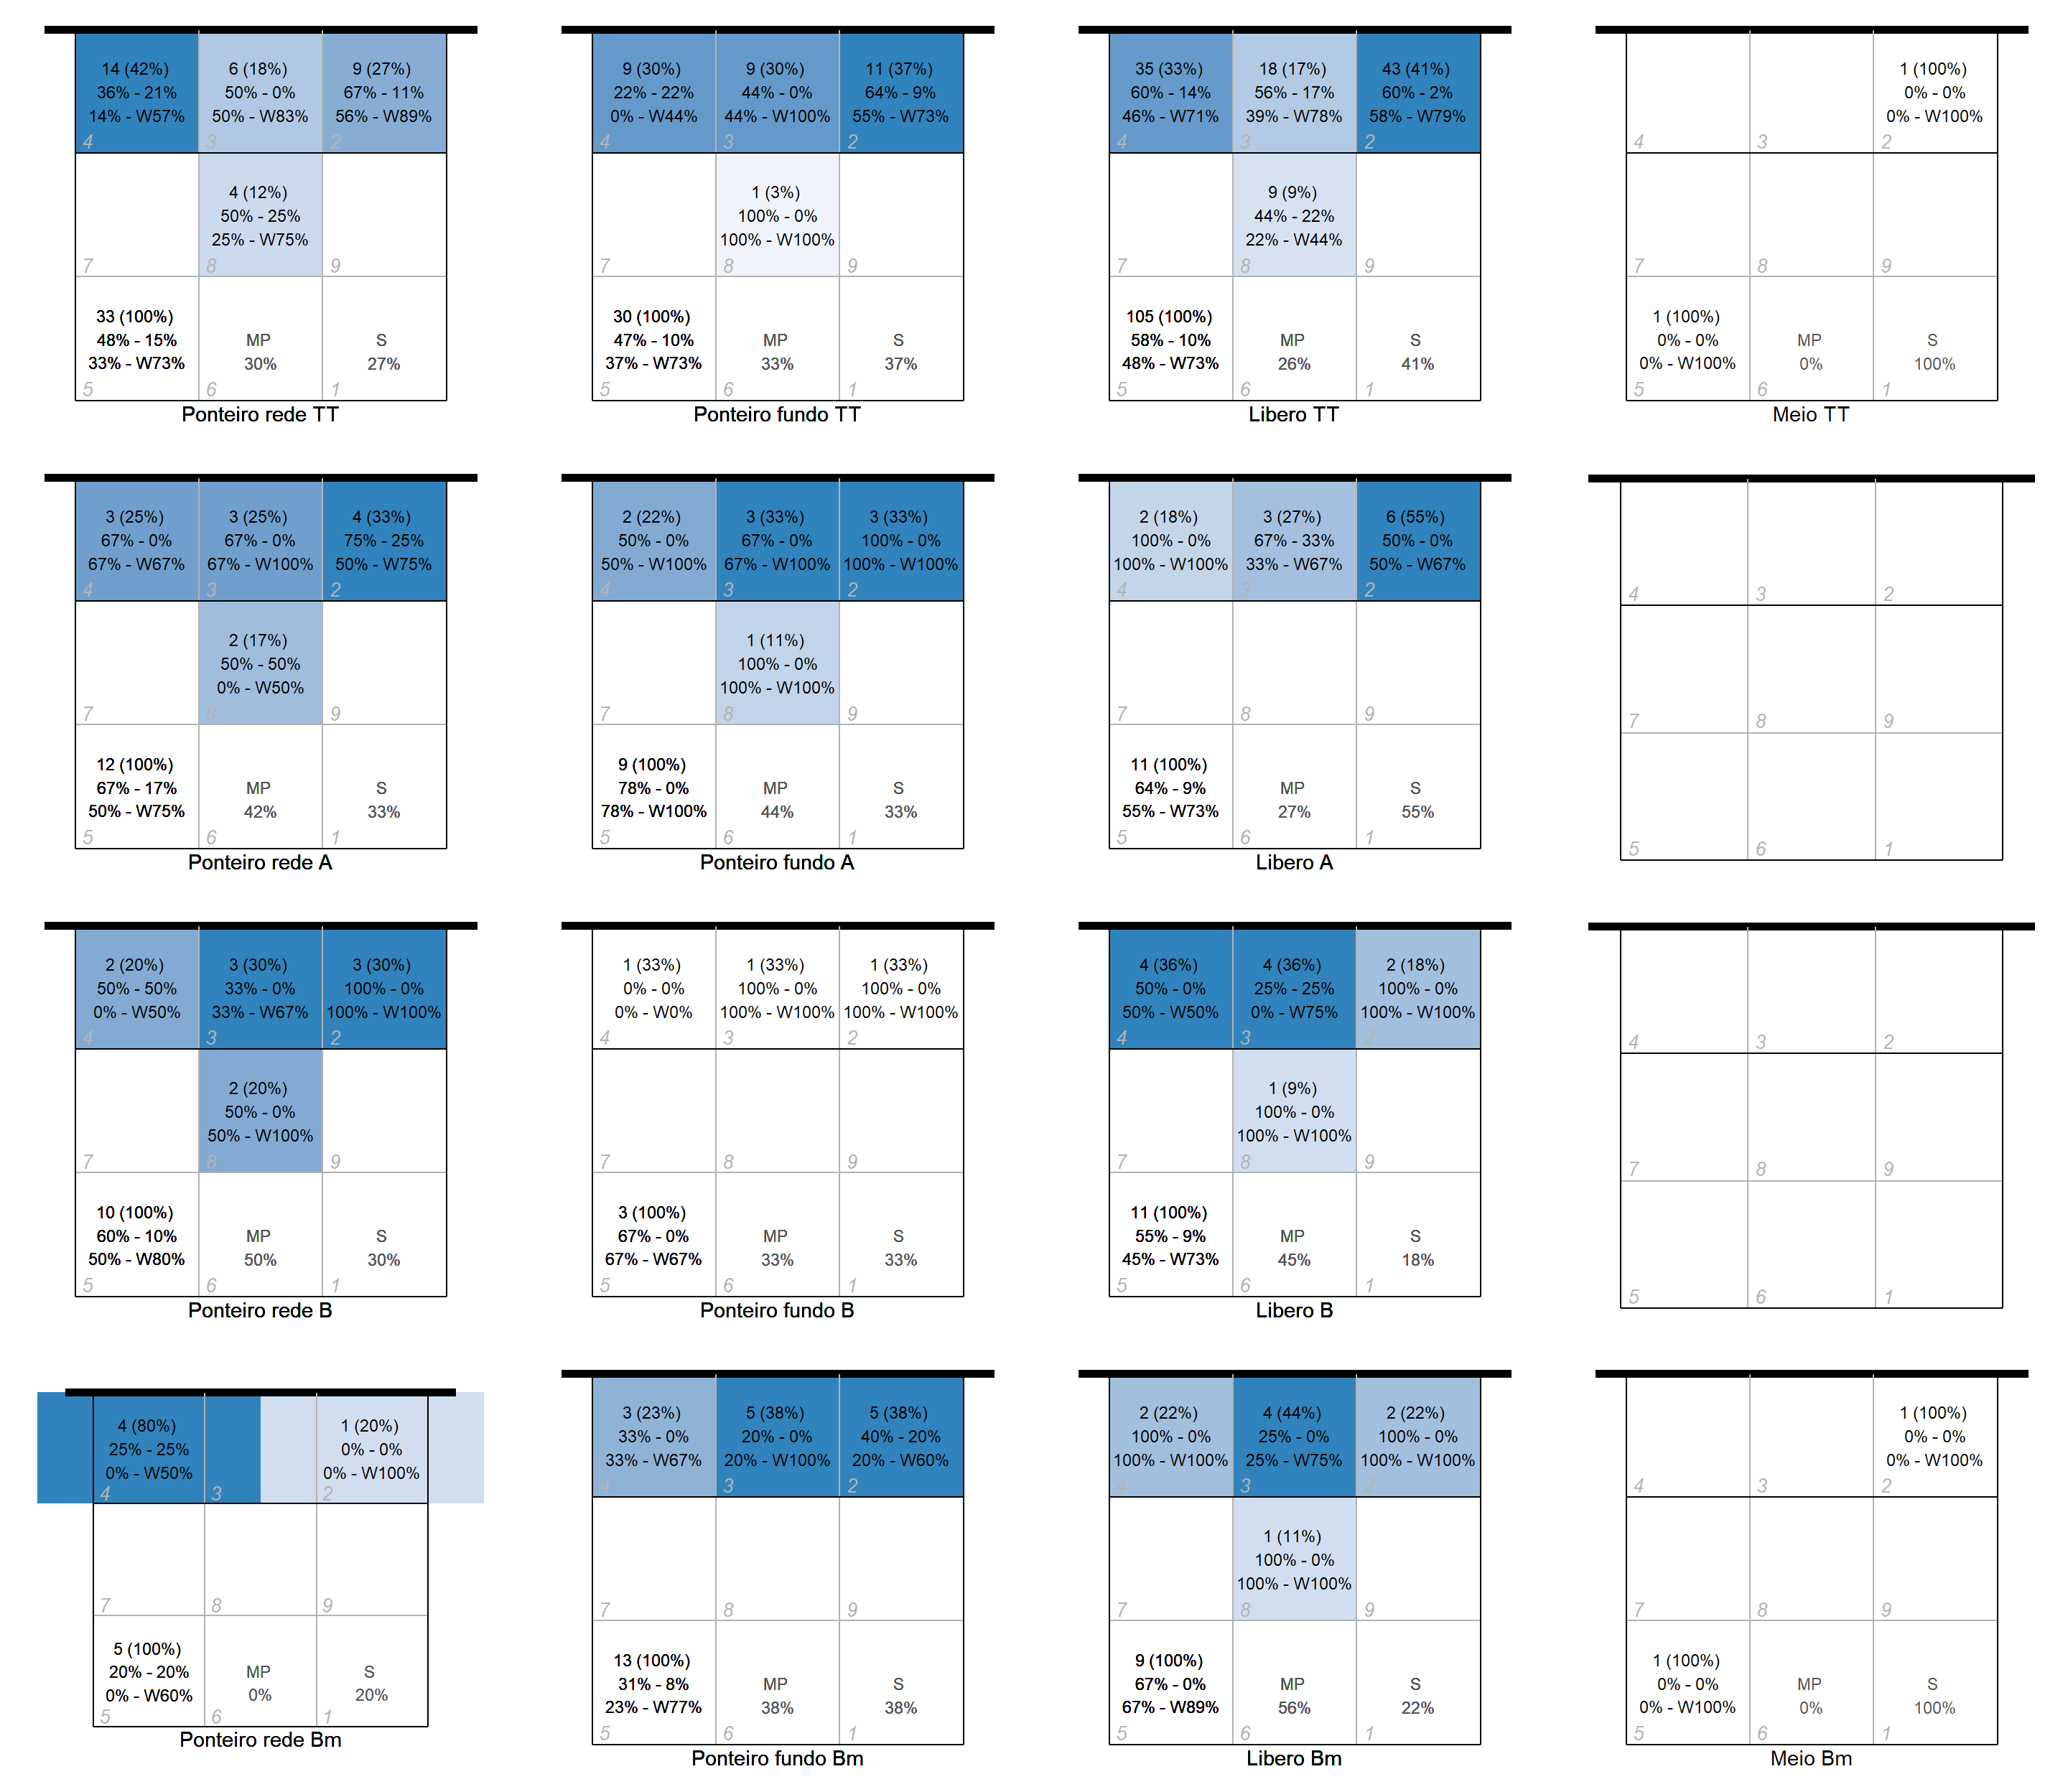 14 (42%)
36% - 21%
14% - W57%
4
6 (18%)
50% - 0%
50% - W83%
3
9 (27%)
67% - 11%
56% - W89%
2
7
4 (12%)
50% - 25%
25% - W75%
8
9
33 (100%)
48% - 15%
33% - W73%
5
MP
30%
6
S
27%
1
Ponteiro rede TT
9 (30%)
22% - 22%
0% - W44%
4
9 (30%)
44% - 0%
44% - W100%
3
11 (37%)
64% - 9%
55% - W73%
2
7
1 (3%)
100% - 0%
100% - W100%
8
9
30 (100%)
47% - 10%
37% - W73%
5
MP
33%
6
S
37%
1
Ponteiro fundo TT
35 (33%)
60% - 14%
46% - W71%
4
18 (17%)
56% - 17%
39% - W78%
3
43 (41%)
60% - 2%
58% - W79%
2
7
9 (9%)
44% - 22%
22% - W44%
8
9
105 (100%)
58% - 10%
48% - W73%
5
MP
26%
6
S
41%
1
Libero TT
4
3
1 (100%)
0% - 0%
0% - W100%
2
7
8
9
1 (100%)
0% - 0%
0% - W100%
5
MP
0%
6
S
100%
1
Meio TT
3 (25%)
67% - 0%
67% - W67%
4
3 (25%)
67% - 0%
67% - W100%
3
4 (33%)
75% - 25%
50% - W75%
2
7
2 (17%)
50% - 50%
0% - W50%
8
9
12 (100%)
67% - 17%
50% - W75%
5
MP
42%
6
S
33%
1
Ponteiro rede A
2 (22%)
50% - 0%
50% - W100%
4
3 (33%)
67% - 0%
67% - W100%
3
3 (33%)
100% - 0%
100% - W100%
2
7
1 (11%)
100% - 0%
100% - W100%
8
9
9 (100%)
78% - 0%
78% - W100%
5
MP
44%
6
S
33%
1
Ponteiro fundo A
2 (18%)
100% - 0%
100% - W100%
4
3 (27%)
67% - 33%
33% - W67%
3
6 (55%)
50% - 0%
50% - W67%
2
7
8
9
11 (100%)
64% - 9%
55% - W73%
5
MP
27%
6
S
55%
1
Libero A
4
3
2
7
8
9
5
6
1
2 (20%)
50% - 50%
0% - W50%
4
3 (30%)
33% - 0%
33% - W67%
3
3 (30%)
100% - 0%
100% - W100%
2
7
2 (20%)
50% - 0%
50% - W100%
8
9
10 (100%)
60% - 10%
50% - W80%
5
MP
50%
6
S
30%
1
Ponteiro rede B
1 (33%)
0% - 0%
0% - W0%
4
1 (33%)
100% - 0%
100% - W100%
3
1 (33%)
100% - 0%
100% - W100%
2
7
8
9
3 (100%)
67% - 0%
67% - W67%
5
MP
33%
6
S
33%
1
Ponteiro fundo B
4 (36%)
50% - 0%
50% - W50%
4
4 (36%)
25% - 25%
0% - W75%
3
2 (18%)
100% - 0%
100% - W100%
2
7
1 (9%)
100% - 0%
100% - W100%
8
9
11 (100%)
55% - 9%
45% - W73%
5
MP
45%
6
S
18%
1
Libero B
4
3
2
7
8
9
5
6
1
4 (80%)
25% - 25%
0% - W50%
4
3
1 (20%)
0% - 0%
0% - W100%
2
7
8
9
5 (100%)
20% - 20%
0% - W60%
5
MP
0%
6
S
20%
1
Ponteiro rede Bm
3 (23%)
33% - 0%
33% - W67%
4
5 (38%)
20% - 0%
20% - W100%
3
5 (38%)
40% - 20%
20% - W60%
2
7
8
9
13 (100%)
31% - 8%
23% - W77%
5
MP
38%
6
S
38%
1
Ponteiro fundo Bm
2 (22%)
100% - 0%
100% - W100%
4
4 (44%)
25% - 0%
25% - W75%
3
2 (22%)
100% - 0%
100% - W100%
2
7
1 (11%)
100% - 0%
100% - W100%
8
9
9 (100%)
67% - 0%
67% - W89%
5
MP
56%
6
S
22%
1
Libero Bm
4
3
1 (100%)
0% - 0%
0% - W100%
2
7
8
9
1 (100%)
0% - 0%
0% - W100%
5
MP
0%
6
S
100%
1
Meio Bm